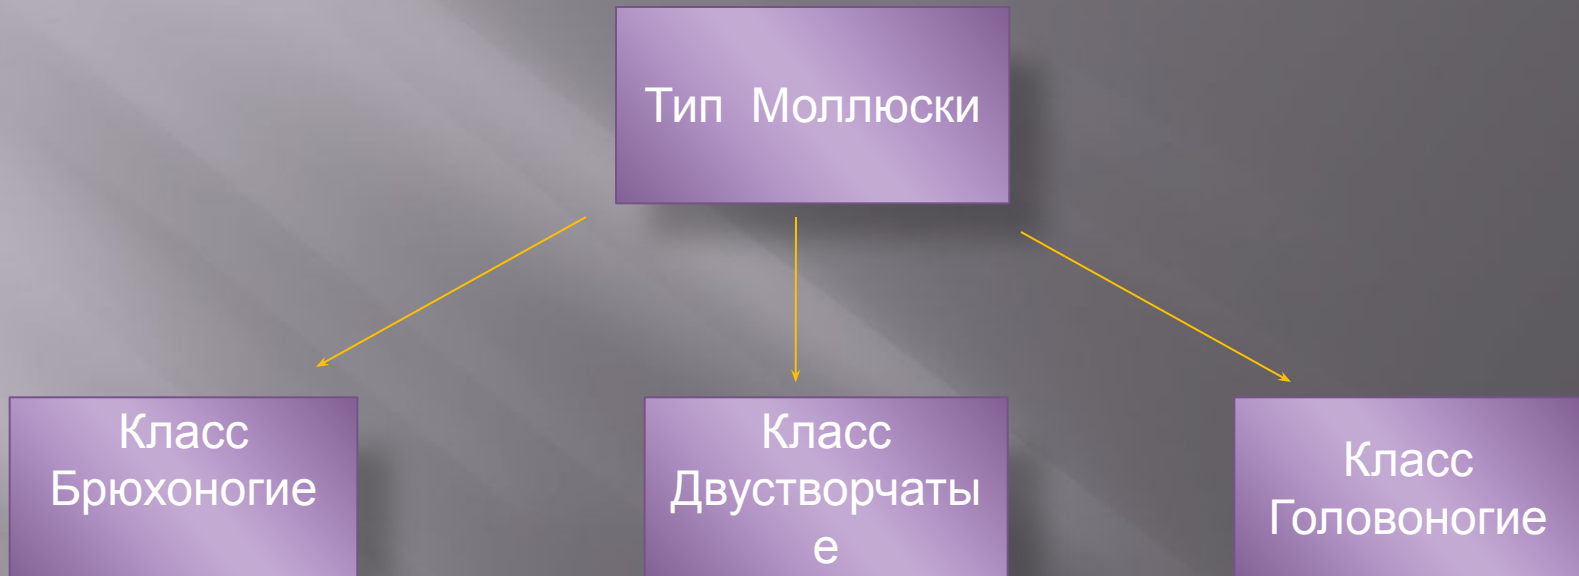 Тип Моллюски
Класс
Брюхоногие
Класс
Двустворчаты
е
Класс
Головоногие